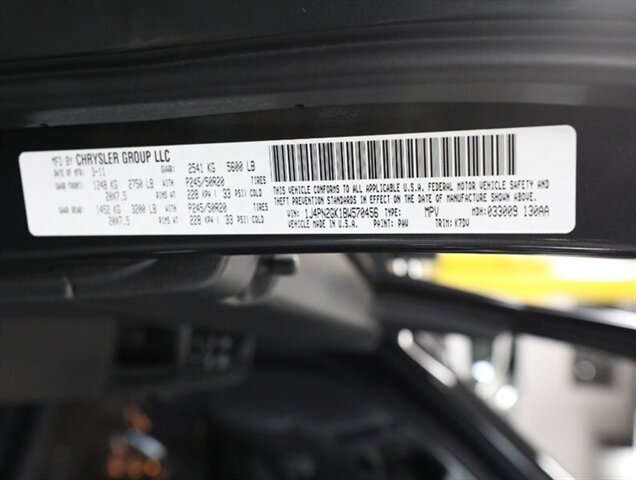 MFD BY CHRYSLER GROUP LLC
DATE OF MFR. 3-11 GVWR: 2541 KG 5600 LB
GAWR FRONT: 1248 KG 2750 LB WITH P245/50R20 TIRES
20X7.5 RIMS AT 228 KPA ( 33 PSI COLD)
GAWR REAR: 1452 KG 3200 LB WITH P245/50R20 TIRES
20X7.5 RIMS AT 228 KPA ( 33 PSI COLD)
THIS VEHICLE CONFORMS TO ALL APPLICABLE U.S.A. FEDERAL MOTOR VEHICLE SAFETY AND
THEFT PREVENTION STANDARDS IN EFFECT ON THE DATE OF MANUFACTURE SHOWN ABOVE.
VIN: 1J4PN2GK1BW570456 TYPE: MPV MDH: 033009 130AA
VEHICLE MADE IN U.S.A. PAINT: PAV TRIM: K7DV